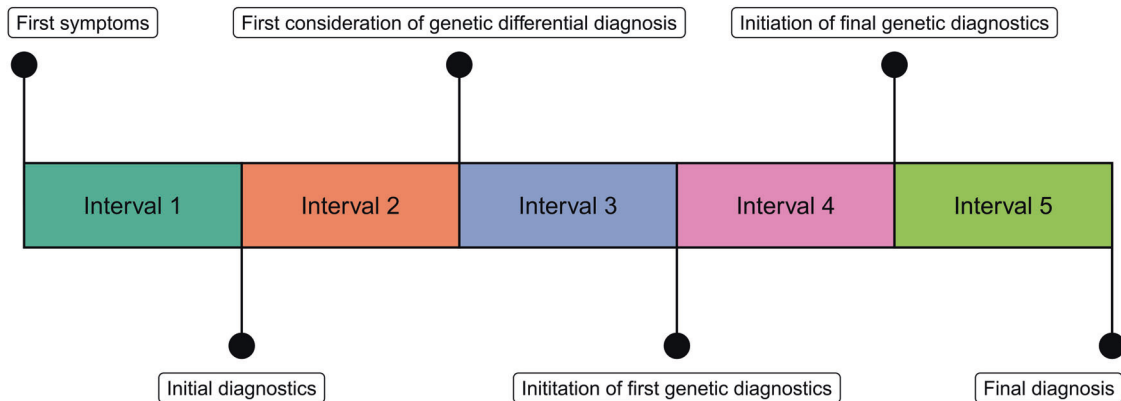 First symptoms
First consideration of genetic differential diagnosis
Initiation of final genetic diagnostics
Interval 1
Interval 2
Interval 3
Interval 4
Interval 5
Initial diagnostics
Inititation of first genetic diagnostics
Final diagnosis